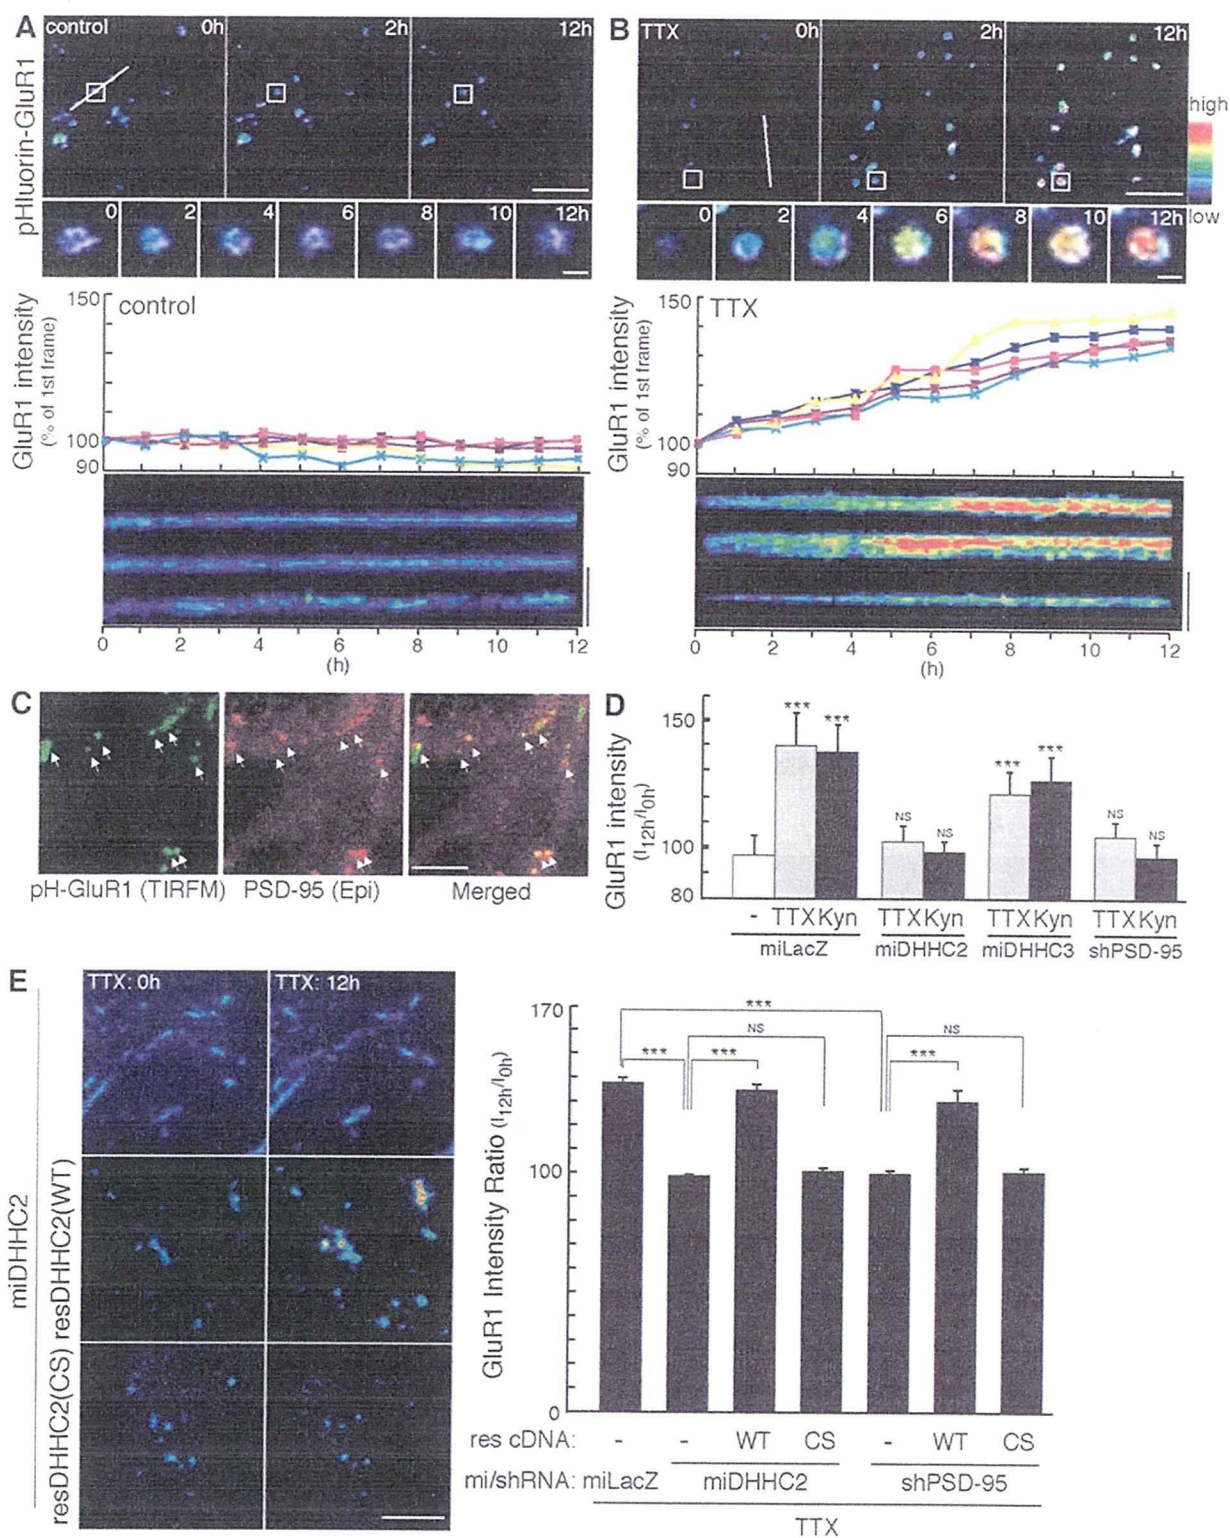 A control 0h 2h 12h
pHluorin-GluR1
0 2 4 6 8 10 12h
B TTX 0h 2h 12h
high
low
0 2 4 6 8 10 12h
GluR1 intensity
(% of 1st frame)
150
100
90
control
0 2 4 6 8 10 12
(h)
GluR1 intensity
(% of 1st frame)
150
100
90
TTX
0 2 4 6 8 10 12
(h)
C
pH-GluR1 (TIRFM) PSD-95 (Epi) Merged
D
GluR1 intensity
(I12h/I0h)
150
100
80
*** *** NS NS *** *** NS NS
- TTX Kyn TTX Kyn TTX Kyn TTX Kyn
miLacZ miDHHC2 miDHHC3 shPSD-95
E
TTX: 0h TTX: 12h
miDHHC2
resDHHC2(CS) resDHHC2(WT)
GluR1 Intensity Ratio (I12h/I0h)
170
100
0
***
NS NS
*** *** ***
res cDNA: - - WT CS - WT CS
mi/shRNA: miLacZ miDHHC2 shPSD-95
TTX